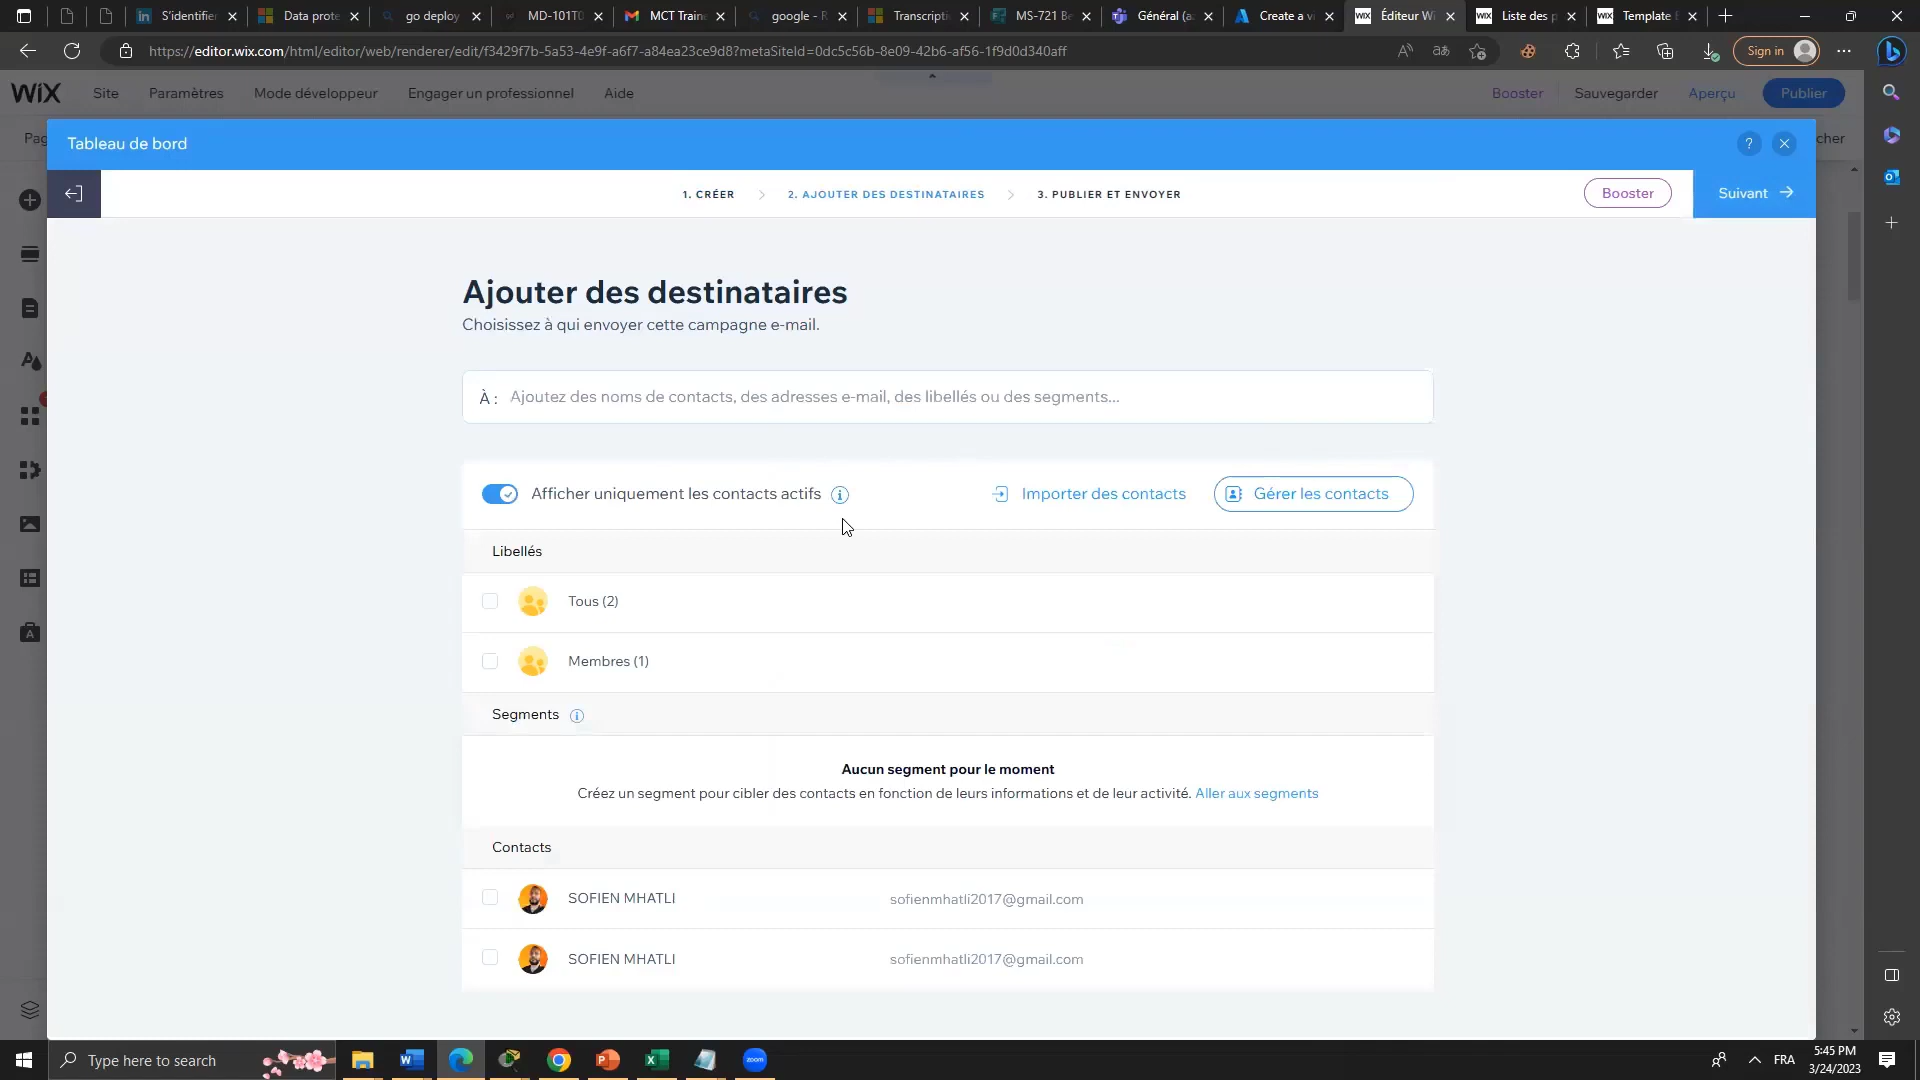 S'identifier
Data prote
go deploy
MD-101T0
MCT Traine
google - R
Transcripti
MS-721 Be
Général (a
Create a vi
Éditeur Wi
Liste des p
Template E
https://editor.wix.com/html/editor/web/renderer/edit/f3429f7b-5a53-4e9f-a6f7-a84ea23ce9d8?metaSiteId=0dc5c56b-8e09-42b6-af56-1f9d0d340aff
Sign in
WiX Site Paramètres Mode développeur Engager un professionnel Aide Booster Sauvegarder Aperçu Publier
Pag
cher
Tableau de bord ?
1. CRÉER > 2. AJOUTER DES DESTINATAIRES > 3. PUBLIER ET ENVOYER Booster Suivant →
Ajouter des destinataires
Choisissez à qui envoyer cette campagne e-mail.
À : Ajoutez des noms de contacts, des adresses e-mail, des libellés ou des segments...
Afficher uniquement les contacts actifs Importer des contacts Gérer les contacts
Libellés
Tous (2)
Membres (1)
Segments
Aucun segment pour le moment
Créez un segment pour cibler des contacts en fonction de leurs informations et de leur activité. Aller aux segments
Contacts
SOFIEN MHATLI sofienmhatli2017@gmail.com
SOFIEN MHATLI sofienmhatli2017@gmail.com
Type here to search
zoom
FRA
5:45 PM
3/24/2023